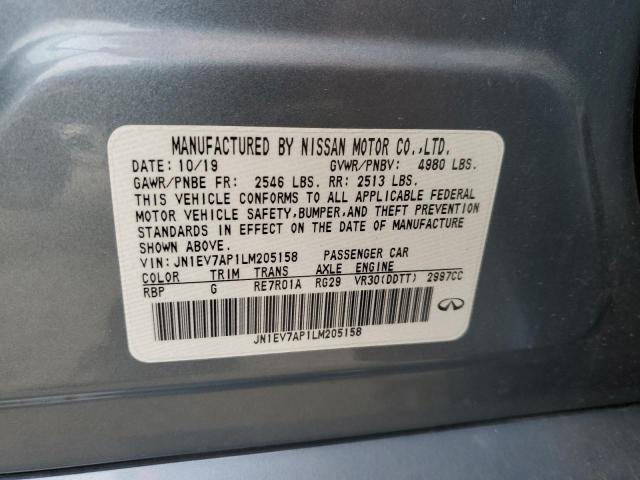 MANUFACTURED BY NISSAN MOTOR CO.,LTD.
DATE: 10/19 GVWR/PNBV: 4980 LBS.
GAWR/PNBE FR: 2546 LBS. RR: 2513 LBS.
THIS VEHICLE CONFORMS TO ALL APPLICABLE FEDERAL
MOTOR VEHICLE SAFETY,BUMPER,AND THEFT PREVENTION
STANDARDS IN EFFECT ON THE DATE OF MANUFACTURE
SHOWN ABOVE.
VIN: JN1EV7AP1LM205158 PASSENGER CAR
COLOR TRIM TRANS AXLE ENGINE
RBP G RE7R01A RG29 VR30(DDTT) 2997CC
JN1EV7AP1LM205158